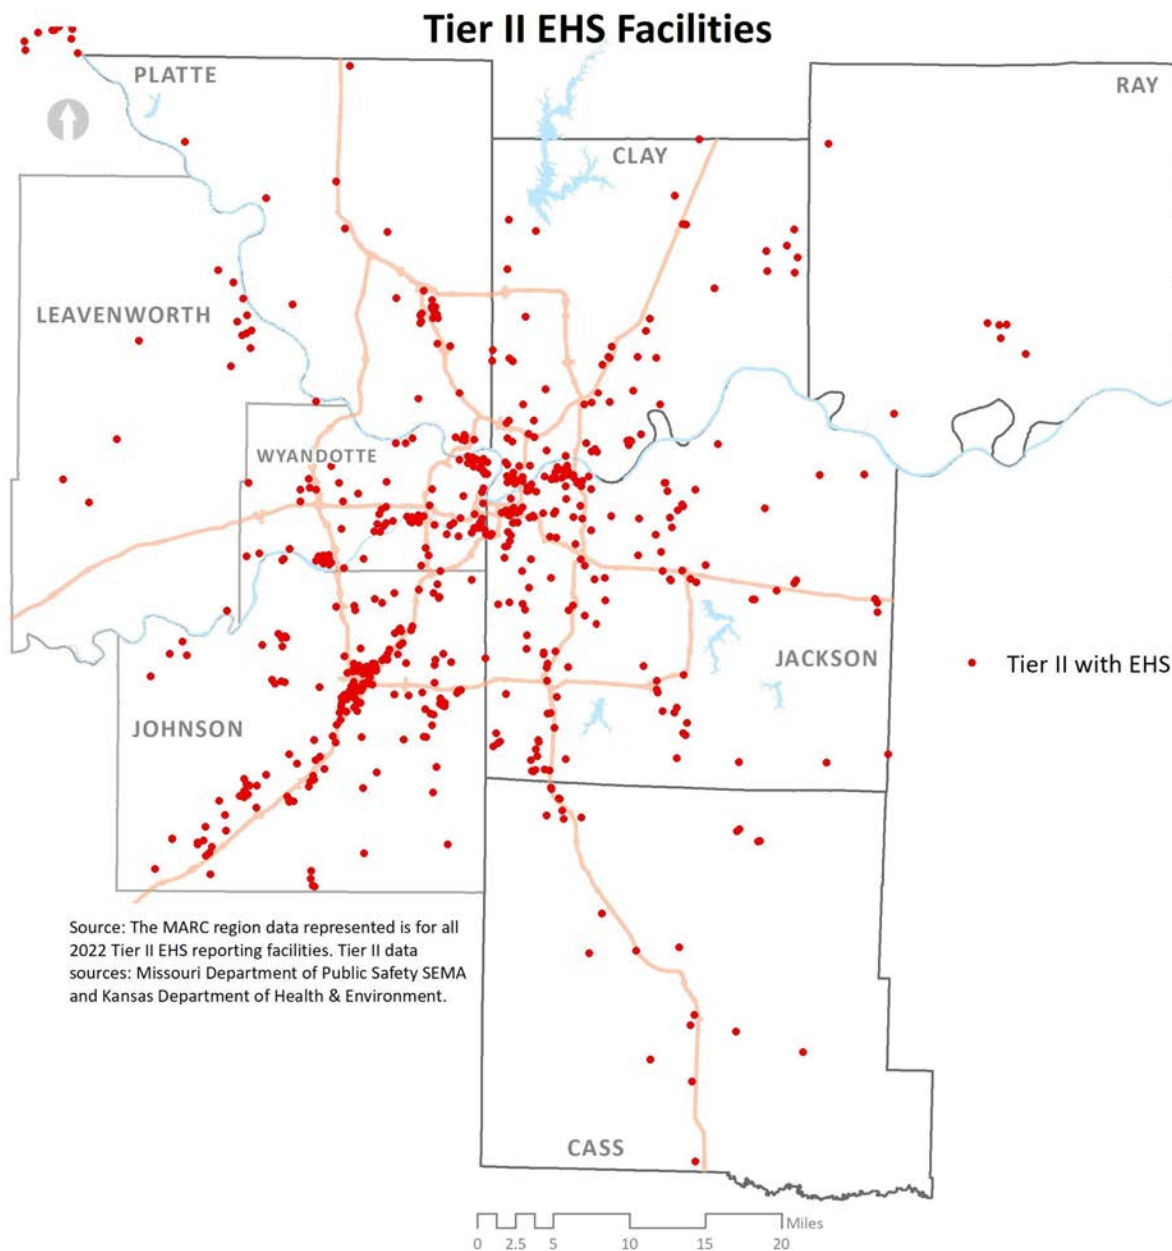 Tier II EHS Facilities
PLATTE
RAY
CLAY
LEAVENWORTH
WYANDOTTE
JACKSON
Tier II with EHS
JOHNSON
Source: The MARC region data represented is for all
2022 Tier II EHS reporting facilities. Tier II data
sources: Missouri Department of Public Safety SEMA
and Kansas Department of Health & Environment.
CASS
Miles
0 2.5 5 10 15 20